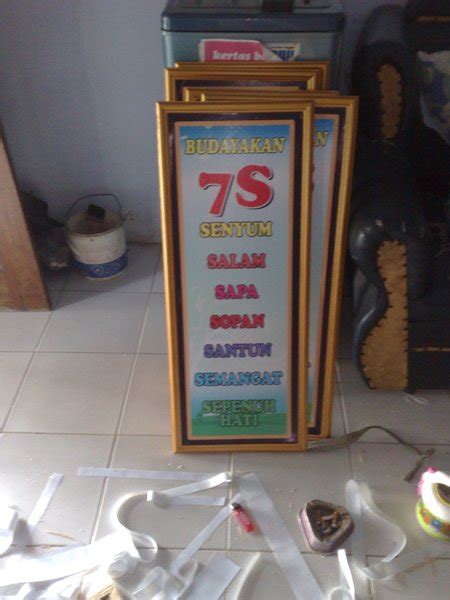 kertas
BUDAYAKAN
7S
SENYUM
SALAM
SAPA
SOPAN
SANTUN
SEMANGAT
SEPENUH
HATI